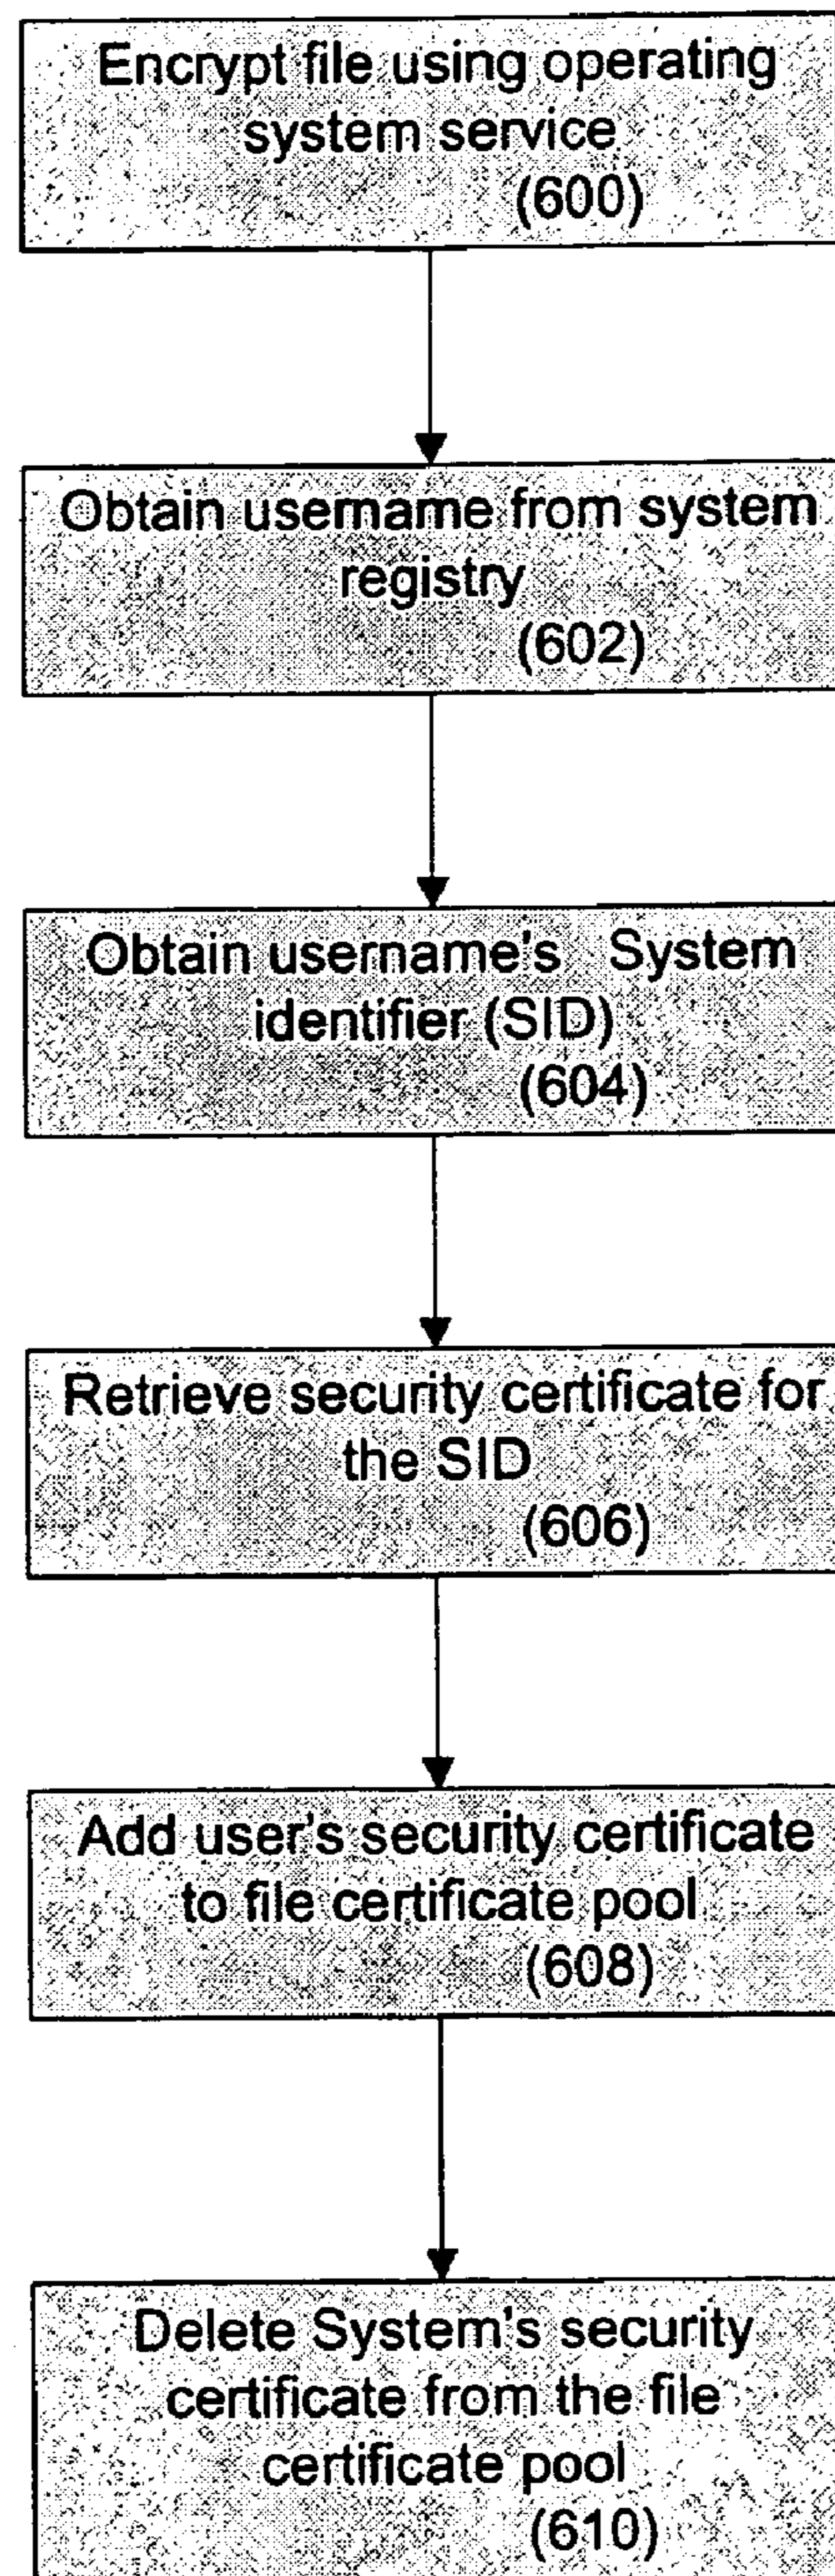 Encrypt file using operating
system service
(600)
Obtain username from system
registry
(602)
Obtain username's System
identifier (SID)
(604)
Retrieve security certificate for
the SID
(606)
Add user's security certificate
to file certificate pool
(608)
Delete System's security
certificate from the file
certificate pool
(610)